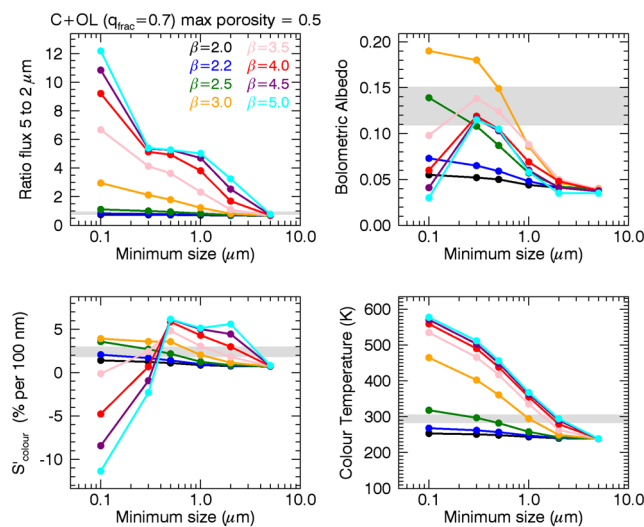 C+OL (q_frac=0.7) max porosity = 0.5
β=2.0 β=3.5
β=2.2 β=4.0
β=2.5 β=4.5
β=3.0 β=5.0
Ratio flux 5 to 2 μm
12
10
8
6
4
2
0
0.1 1.0 10.0
Minimum size (μm)
Bolometric Albedo
0.20
0.15
0.10
0.05
0.00
0.1 1.0 10.0
Minimum size (μm)
S'colour (% per 100 nm)
5
0
-5
-10
0.1 1.0 10.0
Minimum size (μm)
Colour Temperature (K)
600
500
400
300
200
100
0.1 1.0 10.0
Minimum size (μm)